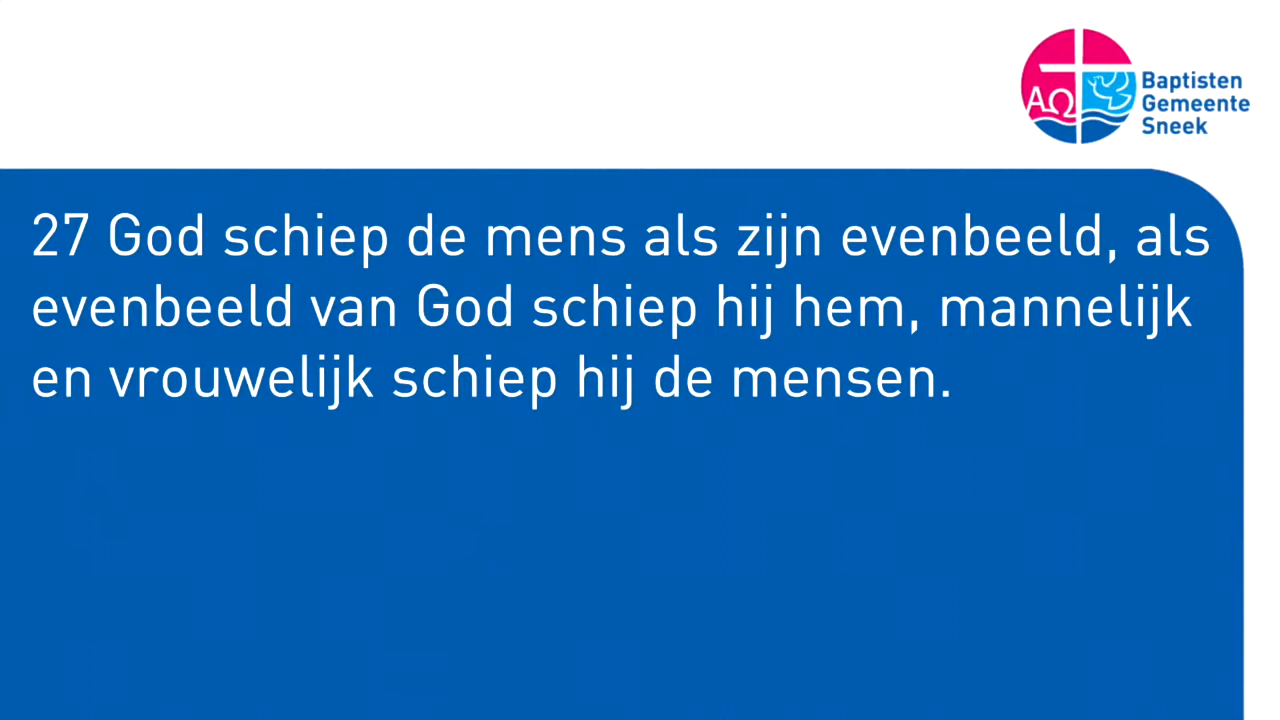 ΑΩ
Baptisten
Gemeente
Sneek
27 God schiep de mens als zijn evenbeeld, als
evenbeeld van God schiep hij hem, mannelijk
en vrouwelijk schiep hij de mensen.